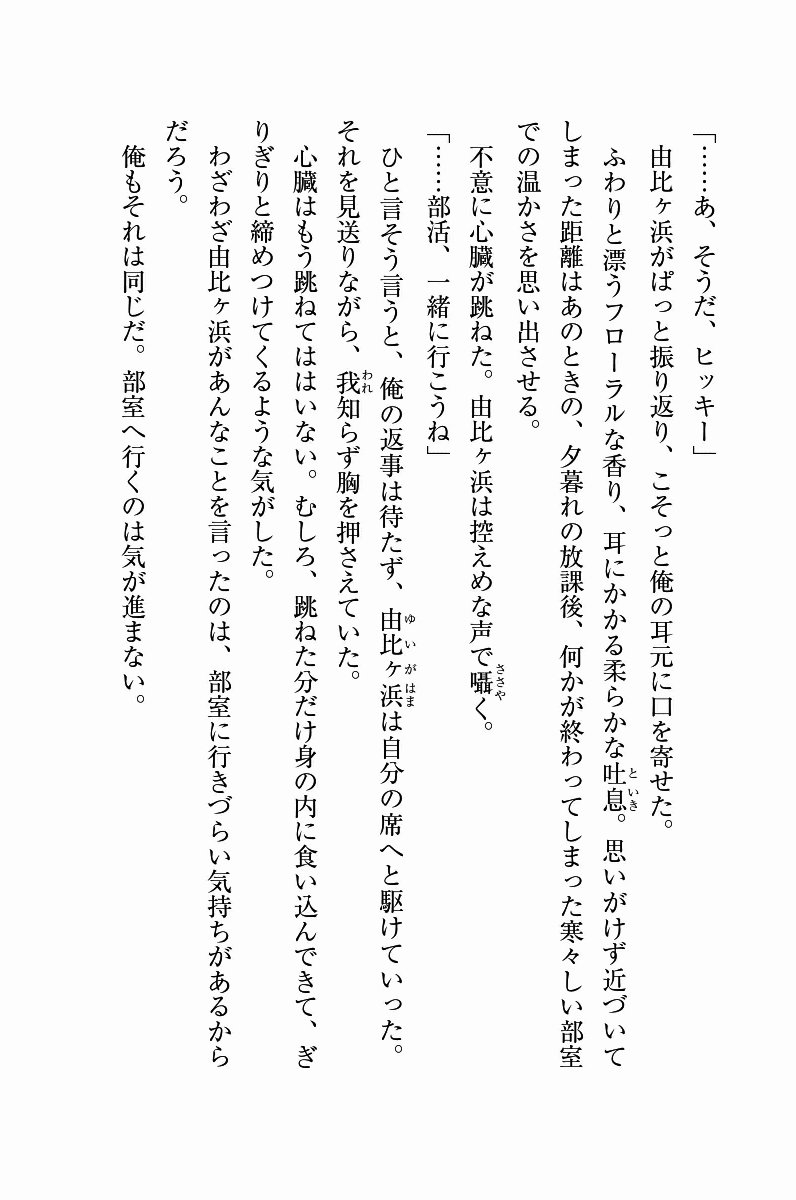 「……あ、そうだ、ヒッキー」
由比ヶ浜がぱっと振り返り、こそっと俺の耳元に口を寄せた。
ふわりと漂うフローラルな香り、耳にかかる柔らかな吐息。思いがけず近づいて
しまった距離はあのときの、夕暮れの放課後、何かが終わってしまった寒々しい部室
での温かさを思い出させる。
不意に心臓が跳ねた。由比ヶ浜は控えめな声で囁く。
「……部活、一緒に行こうね」
ひと言そう言うと、俺の返事は待たず、由比ヶ浜は自分の席へと駆けていった。
それを見送りながら、我知らず胸を押さえていた。
心臓はもう跳ねてははいない。むしろ、跳ねた分だけ身の内に食い込んできて、ぎ
りぎりと締めつけてくるような気がした。
わざわざ由比ヶ浜があんなことを言ったのは、部室に行きづらい気持ちがあるから
だろう。
俺もそれは同じだ。部室へ行くのは気が進まない。